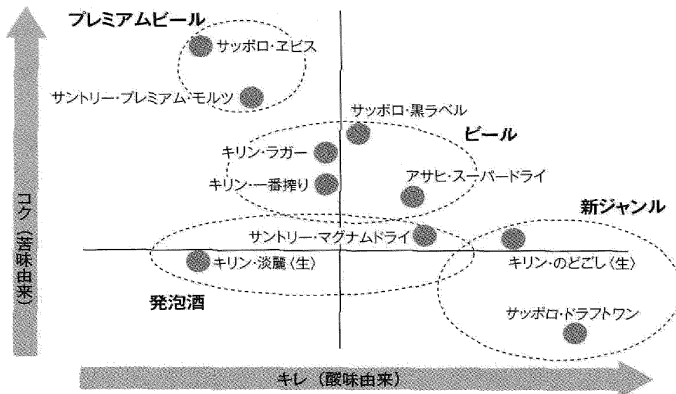 プレミアムビール
サッポロ・ヱビス
サントリー・プレミアム・モルツ
サッポロ・黒ラベル
ビール
キリン・ラガー
キリン・一番搾り
アサヒ・スーパードライ
新ジャンル
サントリー・マグナムドライ
キリン・淡麗〈生〉
キリン・のどごし〈生〉
発泡酒
サッポロ・ドラフトワン
コク（苦味由来）
キレ（酸味由来）